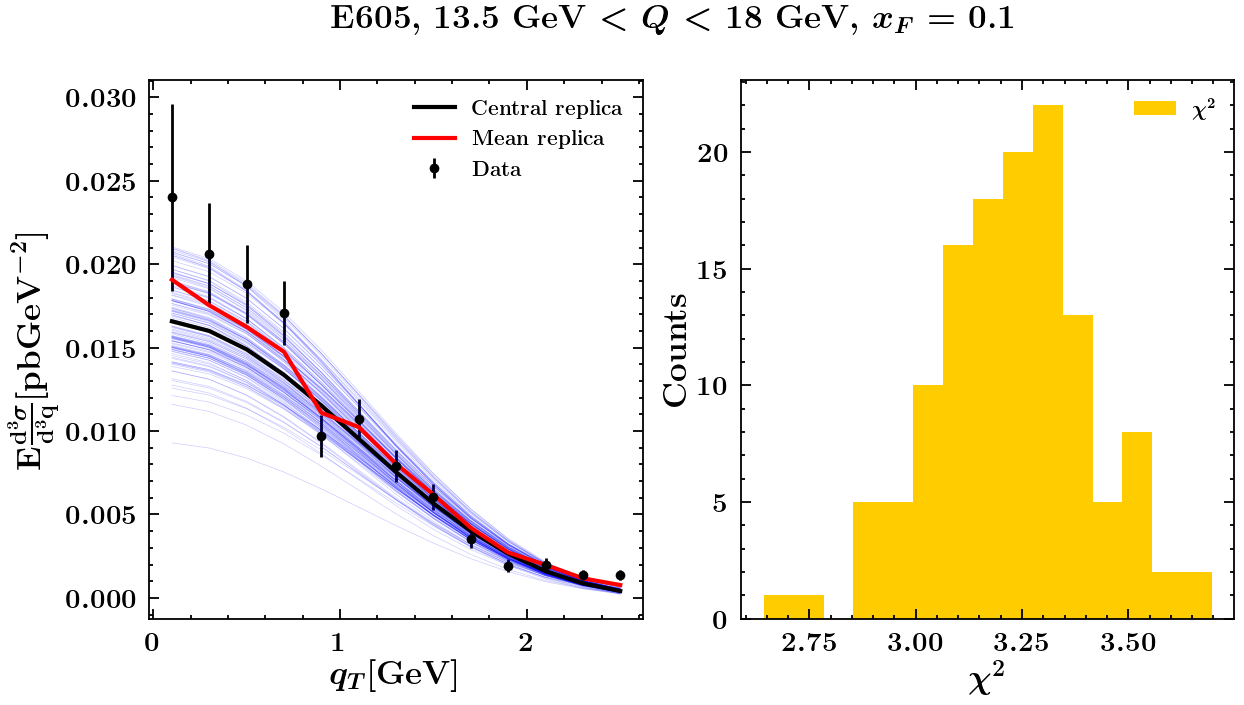 E605, 13.5 GeV < Q < 18 GeV, x_F = 0.1
0.030
0.025
0.020
0.015
0.010
0.005
0.000
E d³σ/d³q [pbGeV⁻²]
Central replica
Mean replica
Data
0
1
2
q_T[GeV]
20
15
10
5
0
Counts
χ²
2.75
3.00
3.25
3.50
χ²